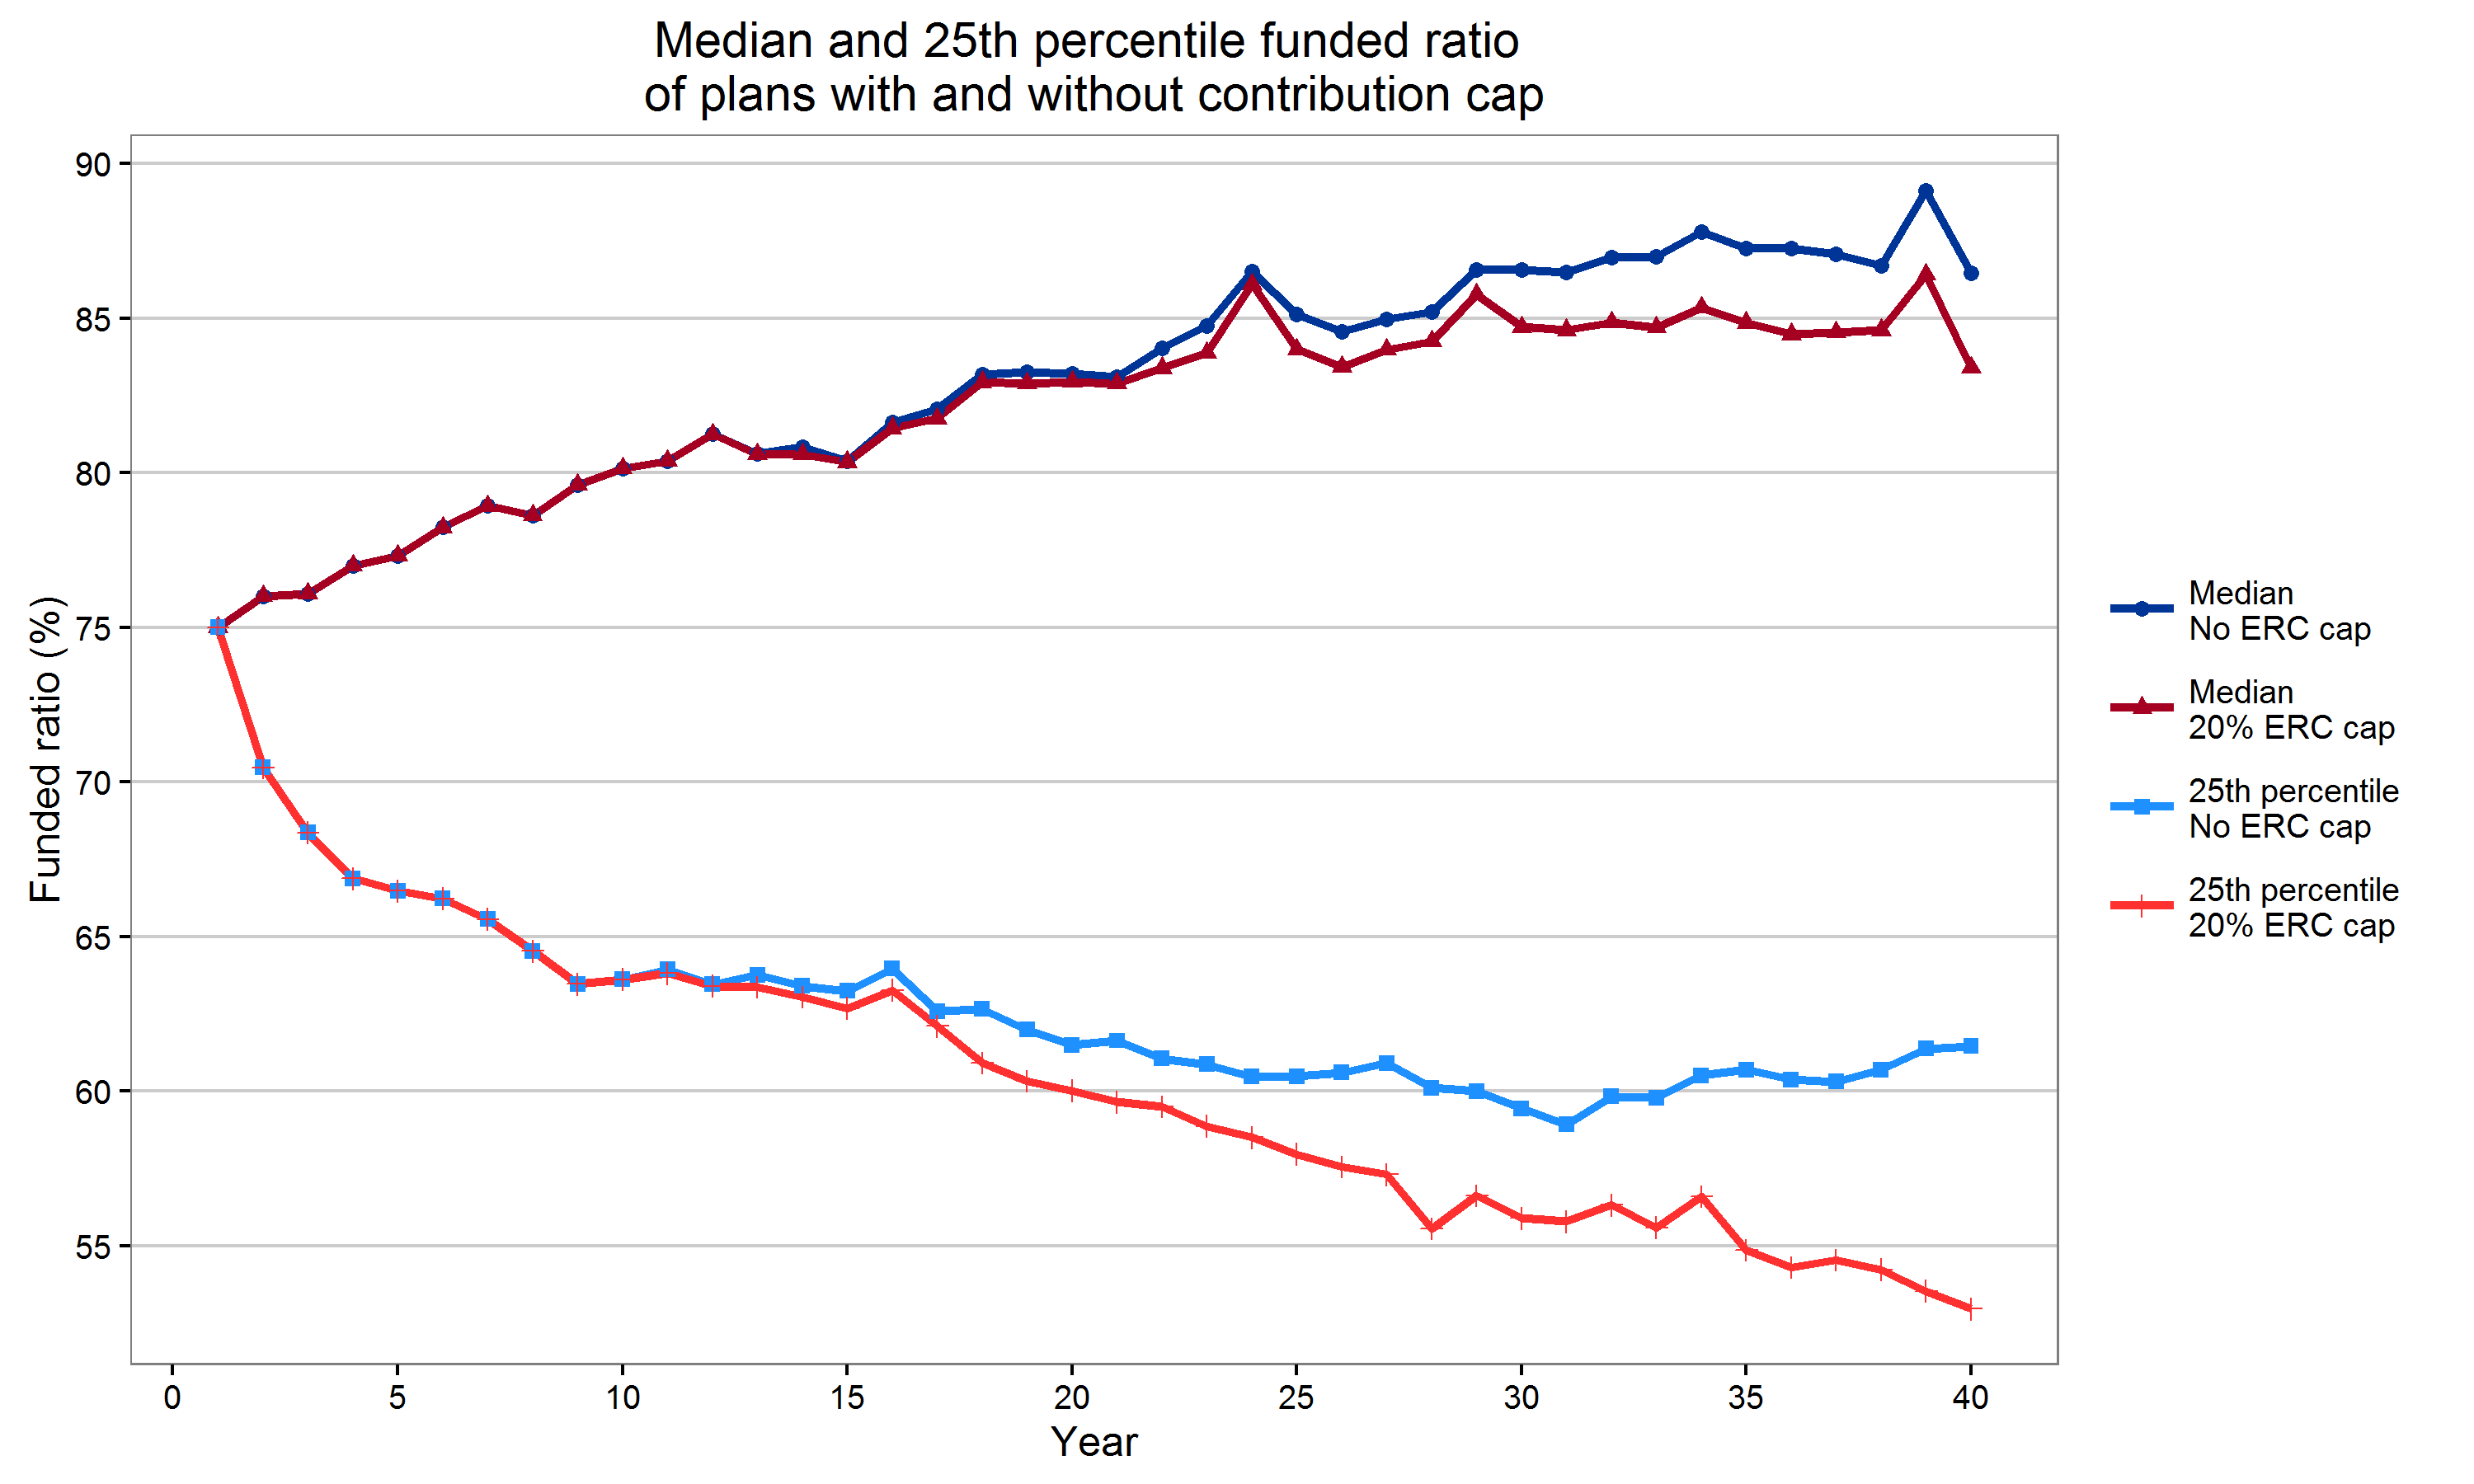 Median and 25th percentile funded ratio
of plans with and without contribution cap
Funded ratio (%)
90
85
80
75
70
65
60
55
0 5 10 15 20 25 30 35 40
Year
Median
No ERC cap
Median
20% ERC cap
25th percentile
No ERC cap
25th percentile
20% ERC cap